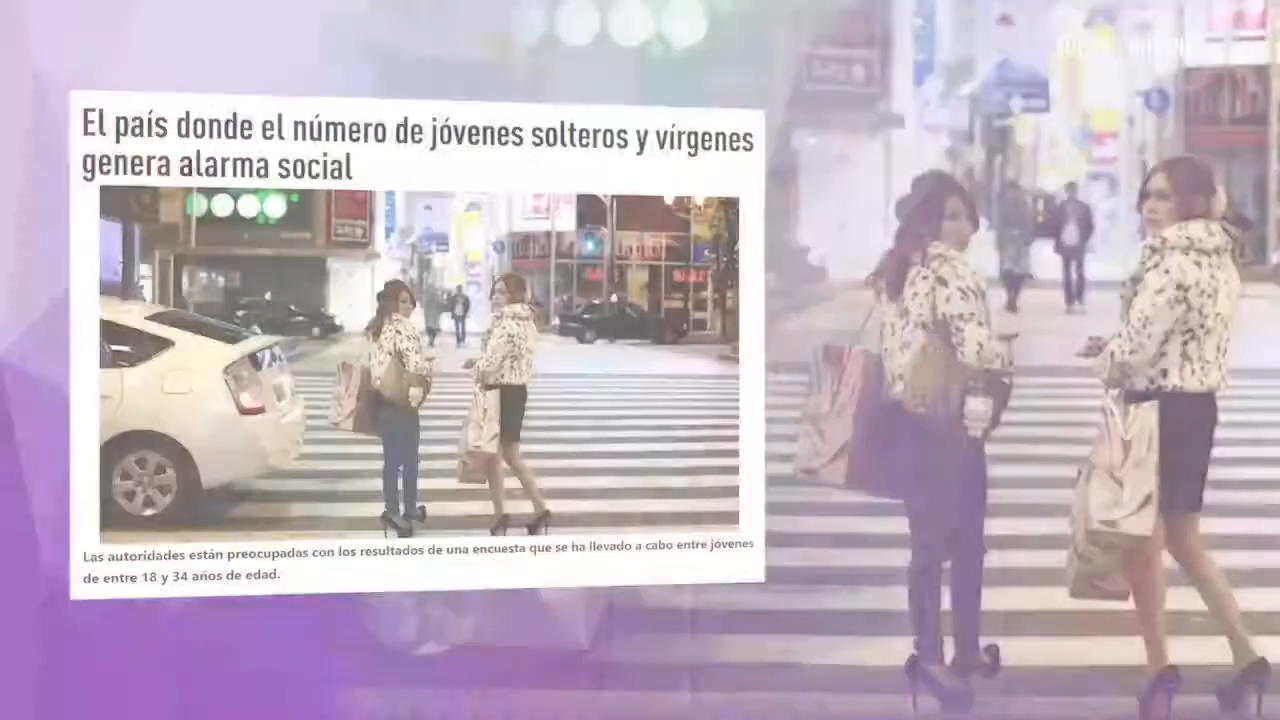 El país donde el número de jóvenes solteros y vírgenes
genera alarma social
Las autoridades están preocupadas con los resultados de una encuesta que se ha llevado a cabo entre jóvenes
de entre 18 y 34 años de edad.